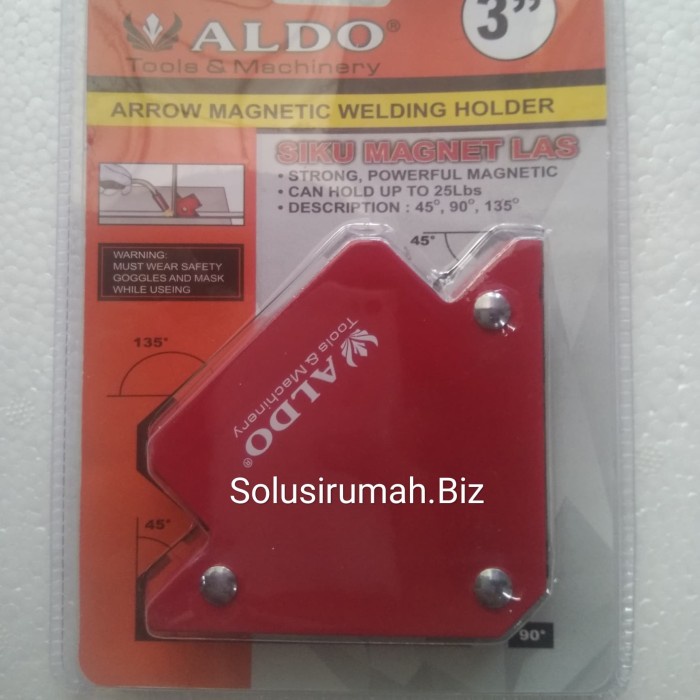 3"
ALDO®
Tools & Machinery
ARROW MAGNETIC WELDING HOLDER
SIKU MAGNET LAS
• STRONG, POWERFUL MAGNETIC
• CAN HOLD UP TO 25Lbs
• DESCRIPTION : 45°, 90°, 135°
45°
WARNING:
MUST WEAR SAFETY
GOGGLES AND MASK
WHILE USEING
135°
ALDO®
Tools & Machinery
Solusirumah.Biz
45°
90°